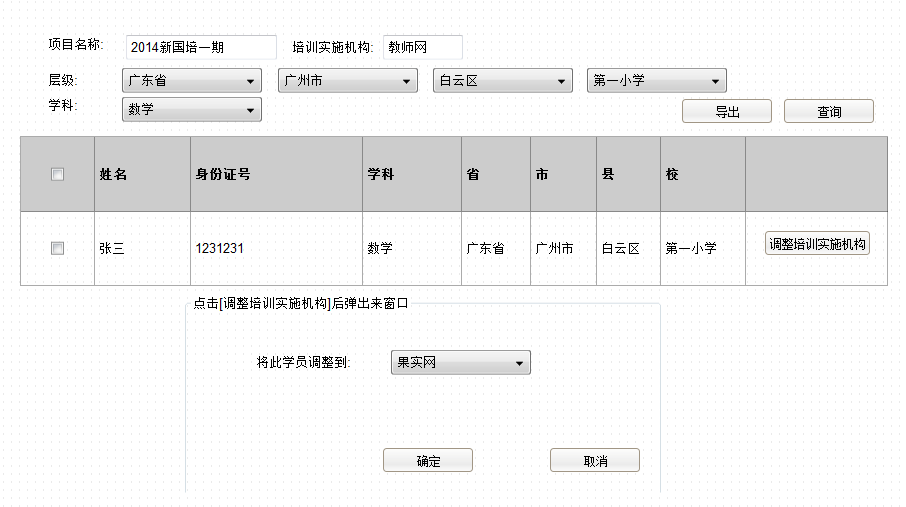 项目名称: 2014新国培一期 培训实施机构: 教师网
层级: 广东省 广州市 白云区 第一小学
学科: 数学 导出 查询
姓名 身份证号 学科 省 市 县 校
张三 1231231 数学 广东省 广州市 白云区 第一小学 调整培训实施机构
点击[调整培训实施机构]后弹出来窗口
将此学员调整到: 果实网
确定 取消